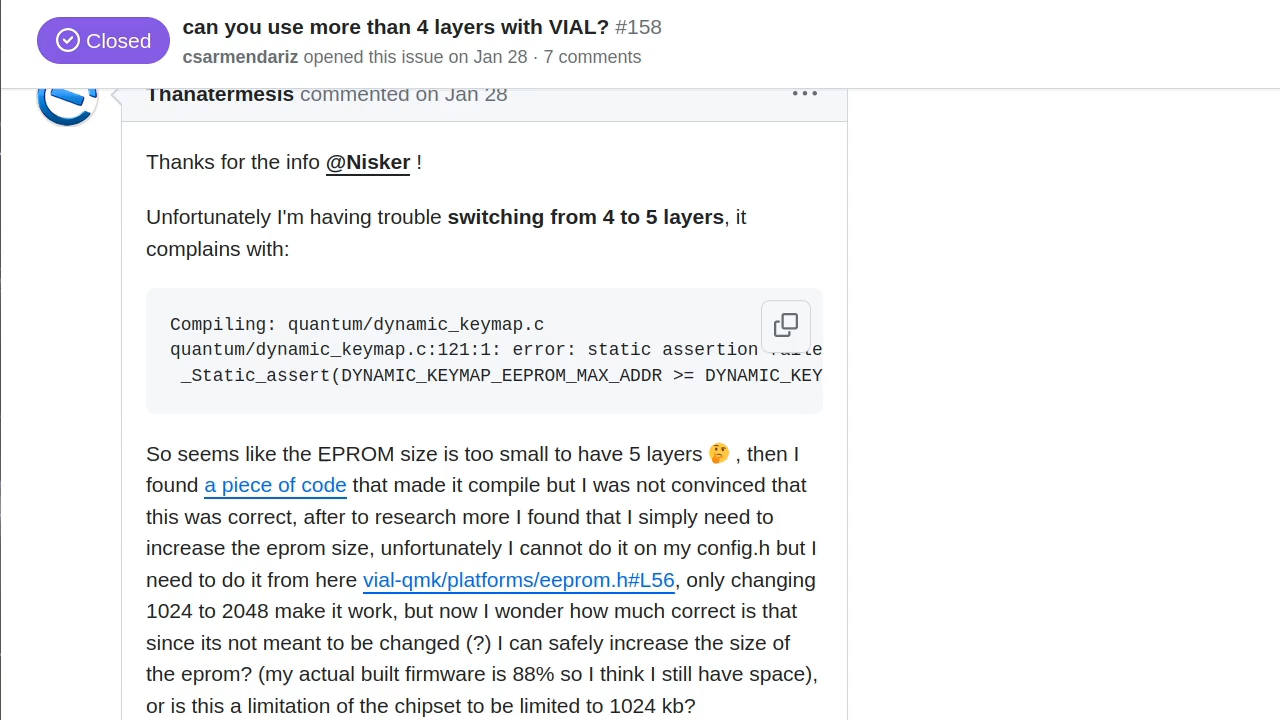 Closed
can you use more than 4 layers with VIAL? #158
csarmendariz opened this issue on Jan 28 · 7 comments
Thanatermesis commented on Jan 28
Thanks for the info @Nisker !
Unfortunately I'm having trouble switching from 4 to 5 layers, it
complains with:
Compiling: quantum/dynamic_keymap.c
quantum/dynamic_keymap.c:121:1: error: static assertion faile
_Static_assert(DYNAMIC_KEYMAP_EEPROM_MAX_ADDR >= DYNAMIC_KEY
So seems like the EPROM size is too small to have 5 layers 🤔 , then I
found a piece of code that made it compile but I was not convinced that
this was correct, after to research more I found that I simply need to
increase the eprom size, unfortunately I cannot do it on my config.h but I
need to do it from here vial-qmk/platforms/eeprom.h#L56, only changing
1024 to 2048 make it work, but now I wonder how much correct is that
since its not meant to be changed (?) I can safely increase the size of
the eprom? (my actual built firmware is 88% so I think I still have space),
or is this a limitation of the chipset to be limited to 1024 kb?